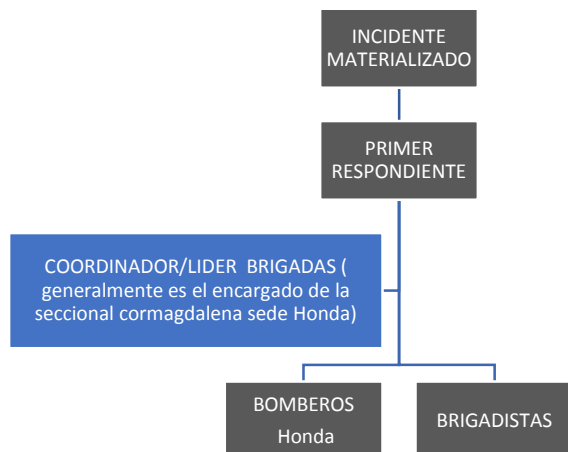 INCIDENTE
MATERIALIZADO
PRIMER
RESPONDIENTE
COORDINADOR/LIDER BRIGADAS (
generalmente es el encargado de la
seccional cormagdalena sede Honda)
BOMBEROS
Honda
BRIGADISTAS